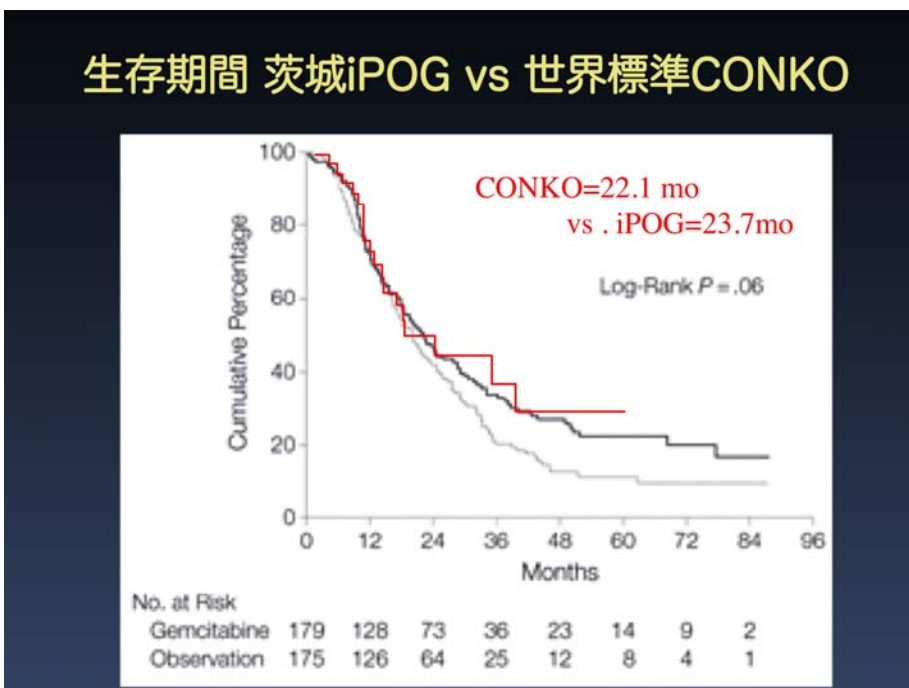 生存期間 茨城iPOG vs 世界標準CONKO
100
80
60
40
20
0
Cumulative Percentage
CONKO=22.1 mo
vs . iPOG=23.7mo
Log-Rank P = .06
0 12 24 36 48 60 72 84 96
Months
No. at Risk
Gemcitabine 179 128 73 36 23 14 9 2
Observation 175 126 64 25 12 8 4 1